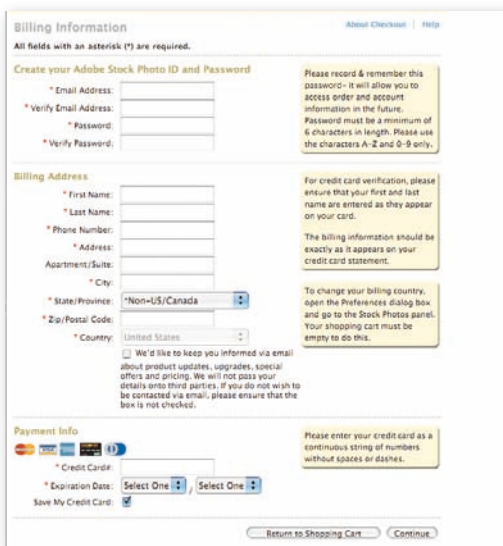 Billing Information
About Checkout | Help
All fields with an asterisk (*) are required.
Create your Adobe Stock Photo ID and Password
* Email Address:
* Verify Email Address:
* Password:
* Verify Password:
Please record & remember this
password- it will allow you to
access order and account
information in the future.
Password must be a minimum of
6 characters in length. Please use
the characters A-Z and 0-9 only.
Billing Address
* First Name:
* Last Name:
* Phone Number:
* Address:
Apartment/Suite:
* City:
* State/Province: *Non-US/Canada
* Zip/Postal Code:
* Country: United States
For credit card verification, please
ensure that your first and last
name are entered as they appear
on your card.
The billing information should be
exactly as it appears on your
credit card statement.
To change your billing country,
open the Preferences dialog box
and go to the Stock Photos panel.
Your shopping cart must be
empty to do this.
We'd like to keep you informed via email
about product updates, upgrades, special
offers and pricing. We will not pass your
details onto third parties. If you do not wish to
be contacted via email, please ensure that the
box is not checked.
Payment Info
* Credit Card#:
* Expiration Date: Select One / Select One
Save My Credit Card:
Please enter your credit card as a
continuous string of numbers
without spaces or dashes.
Return to Shopping Cart
Continue